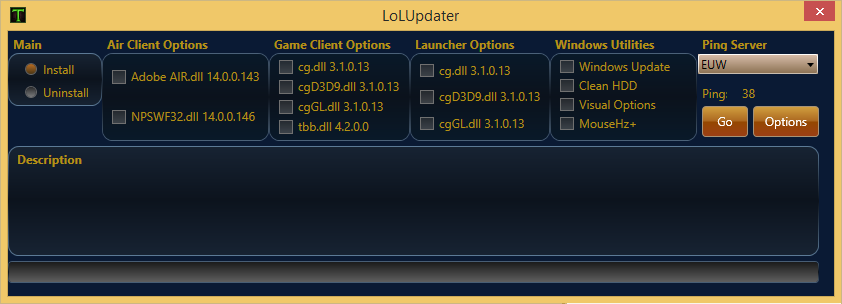 T LoLUpdater
Main
Install
Uninstall
Air Client Options
Adobe AIR.dll 14.0.0.143
NPSWF32.dll 14.0.0.146
Game Client Options
cg.dll 3.1.0.13
cgD3D9.dll 3.1.0.13
cgGL.dll 3.1.0.13
tbb.dll 4.2.0.0
Launcher Options
cg.dll 3.1.0.13
cgD3D9.dll 3.1.0.13
cgGL.dll 3.1.0.13
Windows Utilities
Windows Update
Clean HDD
Visual Options
MouseHz+
Ping Server
EUW
Ping: 38
Go Options
Description